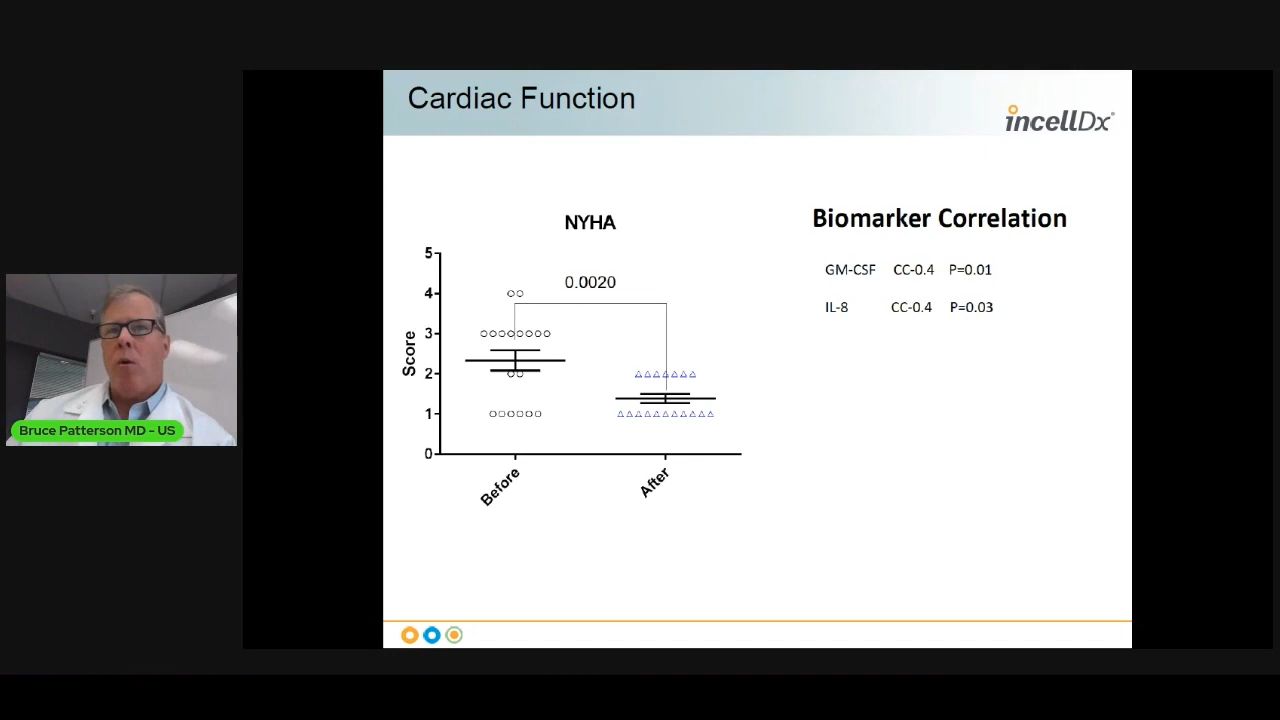 Cardiac Function
incellDx
NYHA
Biomarker Correlation
5
0.0020
GM-CSF CC-0.4 P=0.01
4
IL-8 CC-0.4 P=0.03
3
Score
2
1
0
Before
After
Bruce Patterson MD - US